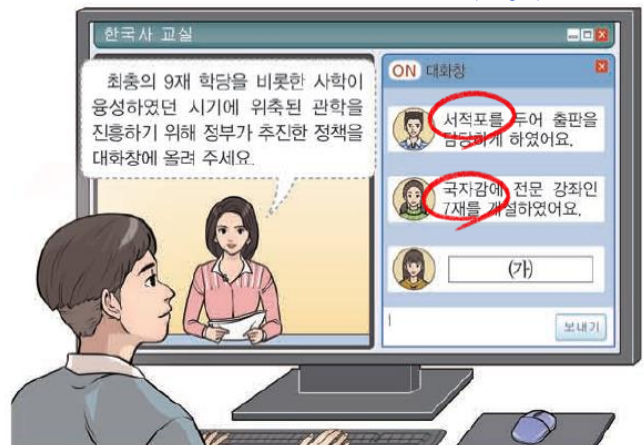 한국사 교실
최충의 9재 학당을 비롯한 사학이
융성하였던 시기에 위축된 관학을
진흥하기 위해 정부가 추진한 정책을
대화창에 올려 주세요.
ON 대화창
서적포를 두어 출판을
담당하게 하였어요.
국자감에 전문 강좌인
7재를 개설하였어요.
(가)
보내기